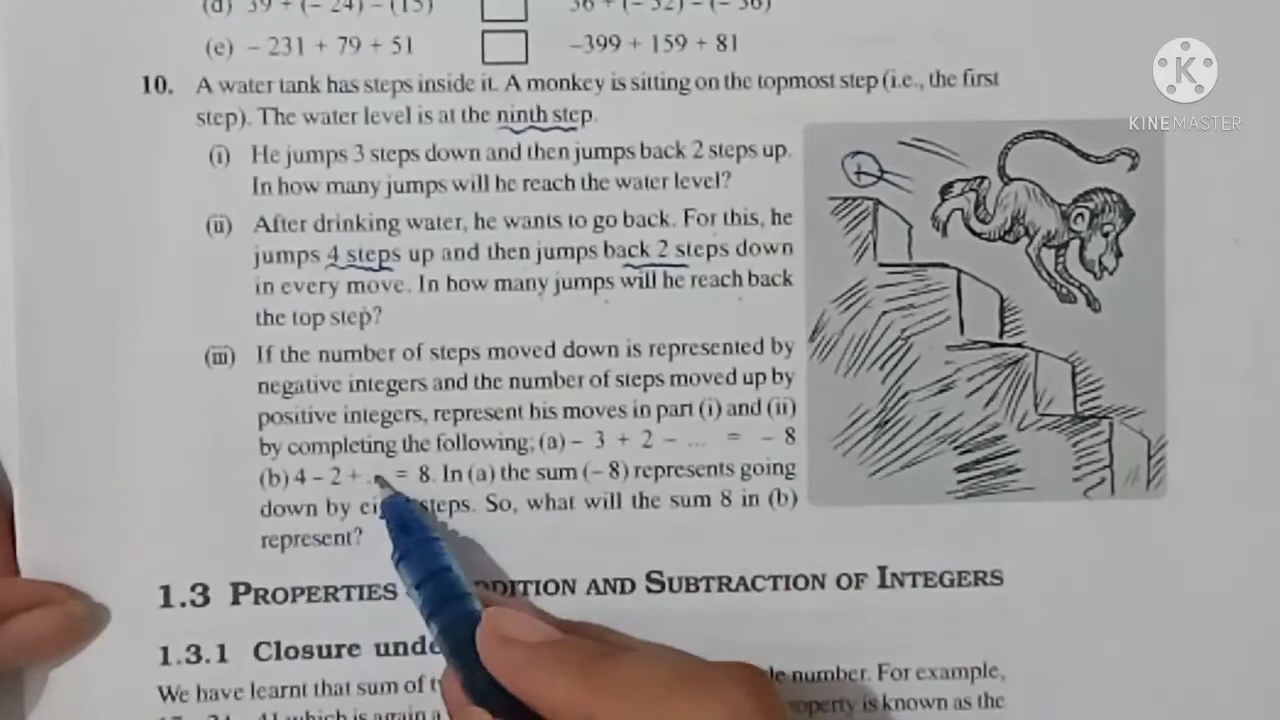 (d) 39 + (– 24) – (15) 36 + (– 52) – (– 36)
(e) – 231 + 79 + 51 –399 + 159 + 81
10. A water tank has steps inside it. A monkey is sitting on the topmost step (i.e., the first
step). The water level is at the ninth step.
(i) He jumps 3 steps down and then jumps back 2 steps up.
In how many jumps will he reach the water level?
(ii) After drinking water, he wants to go back. For this, he
jumps 4 steps up and then jumps back 2 steps down
in every move. In how many jumps will he reach back
the top step?
(iii) If the number of steps moved down is represented by
negative integers and the number of steps moved up by
positive integers, represent his moves in part (i) and (ii)
by completing the following; (a) – 3 + 2 – ... = – 8
(b) 4 – 2 + = 8. In (a) the sum (– 8) represents going
down by steps. So, what will the sum 8 in (b)
represent?
1.3 PROPERTIES AND SUBTRACTION OF INTEGERS
1.3.1 Closure
We have learnt that sum of number. For example,
which is again a is known as the
KINEMASTER